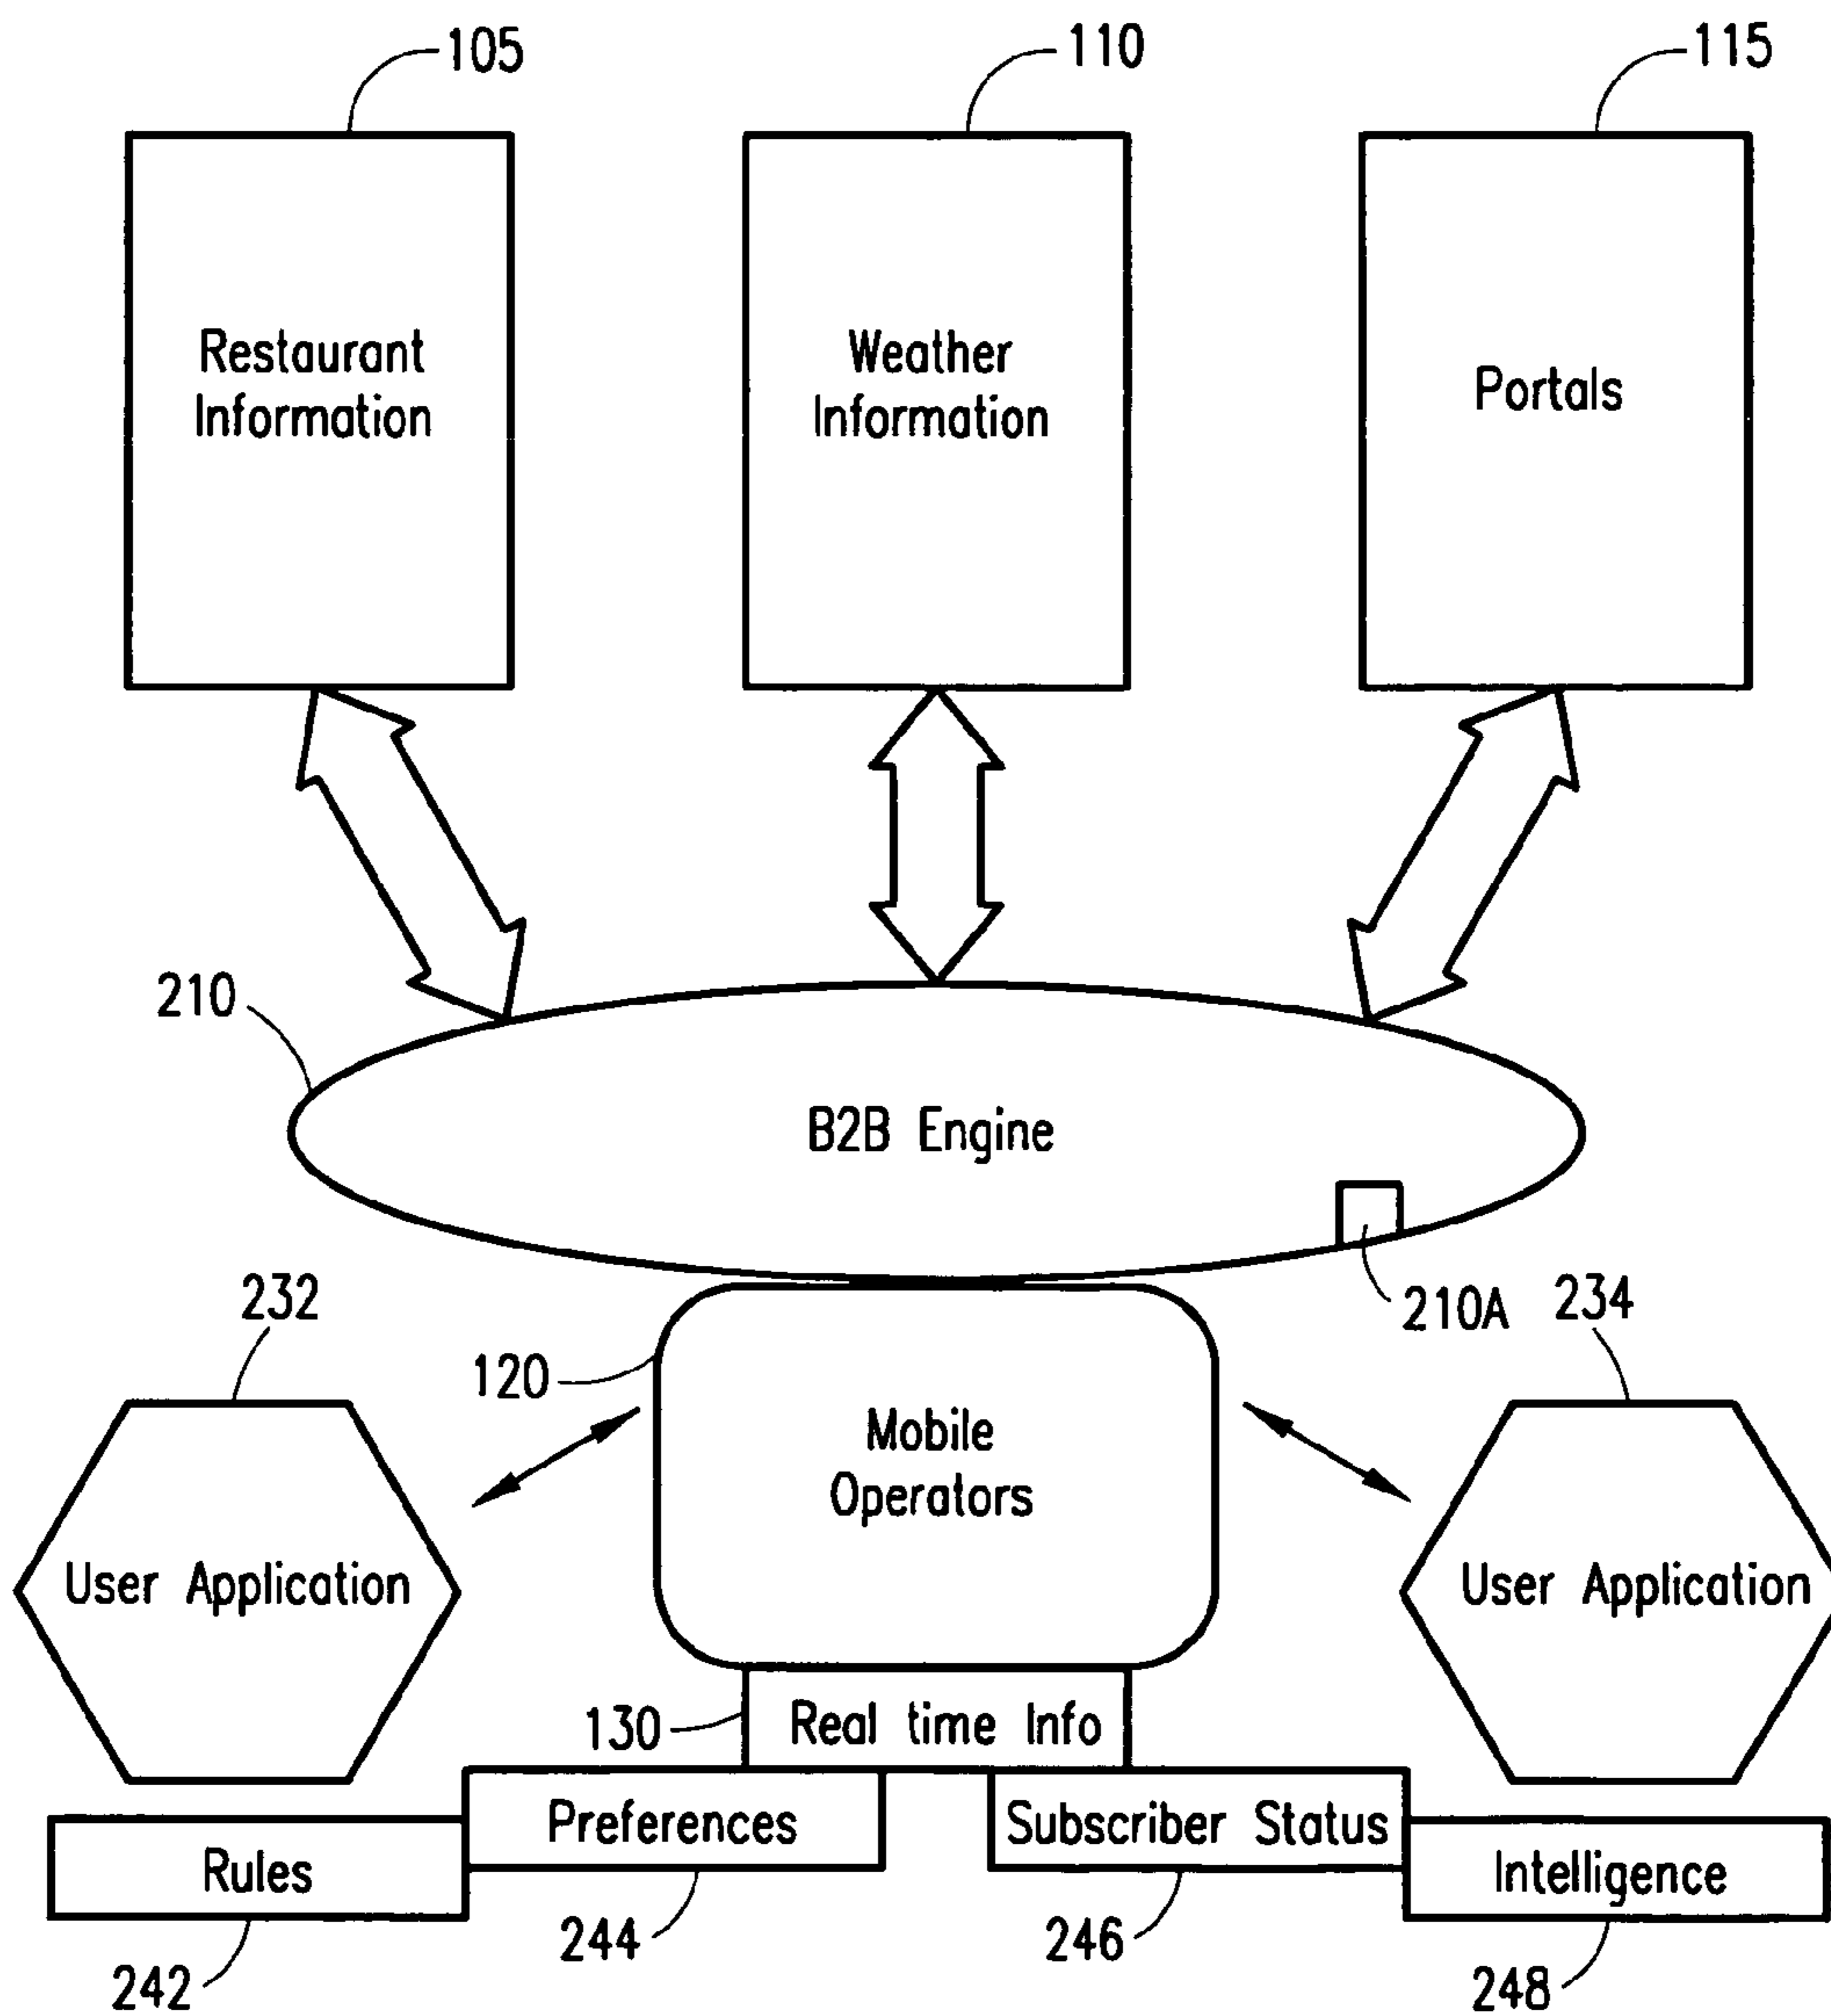 105
110
115
Restaurant
Information
Weather
Information
Portals
210
B2B Engine
210A
232
234
120
Mobile
Operators
User Application
User Application
130
Real time Info
Preferences
Subscriber Status
Rules
Intelligence
244
246
242
248